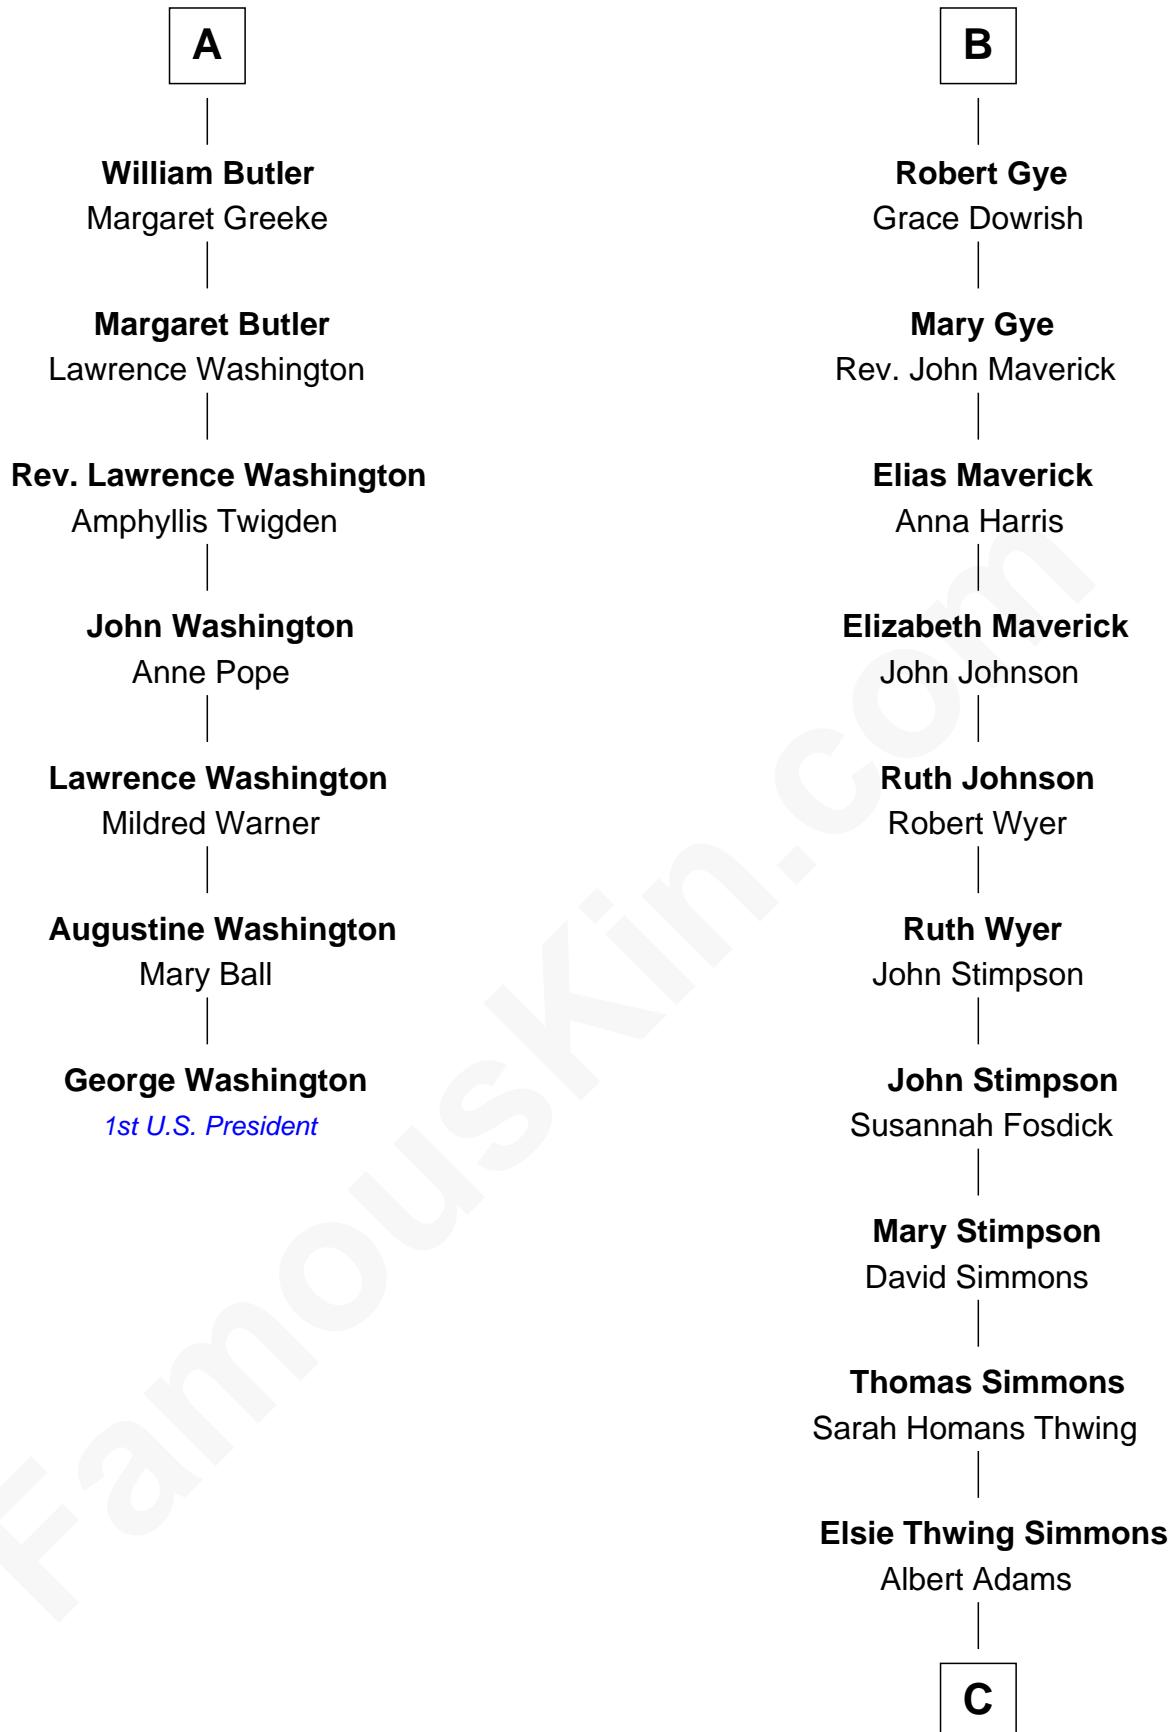 A
William Butler
Margaret Greeke
Margaret Butler
Lawrence Washington
Rev. Lawrence Washington
Amphyllis Twigden
John Washington
Anne Pope
Lawrence Washington
Mildred Warner
Augustine Washington
Mary Ball
George Washington
1st U.S. President
B
Robert Gye
Grace Dowrish
Mary Gye
Rev. John Maverick
Elias Maverick
Anna Harris
Elizabeth Maverick
John Johnson
Ruth Johnson
Robert Wyer
Ruth Wyer
John Stimpson
John Stimpson
Susannah Fosdick
Mary Stimpson
David Simmons
Thomas Simmons
Sarah Homans Thwing
Elsie Thwing Simmons
Albert Adams
C
FamousKin.com